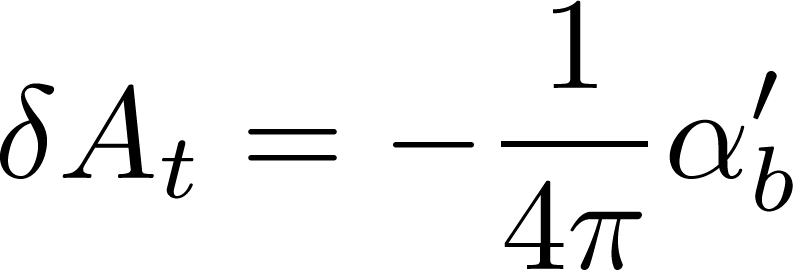 δA_t = −\frac{1}{4π} α′_b